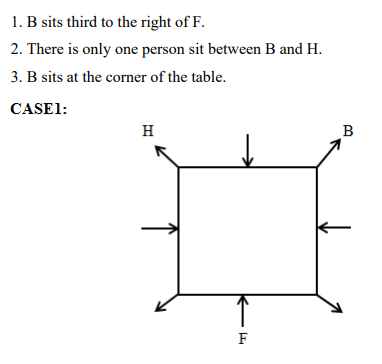 1. B sits third to the right of F.
2. There is only one person sit between B and H.
3. B sits at the corner of the table.
CASE1:
H
B
F